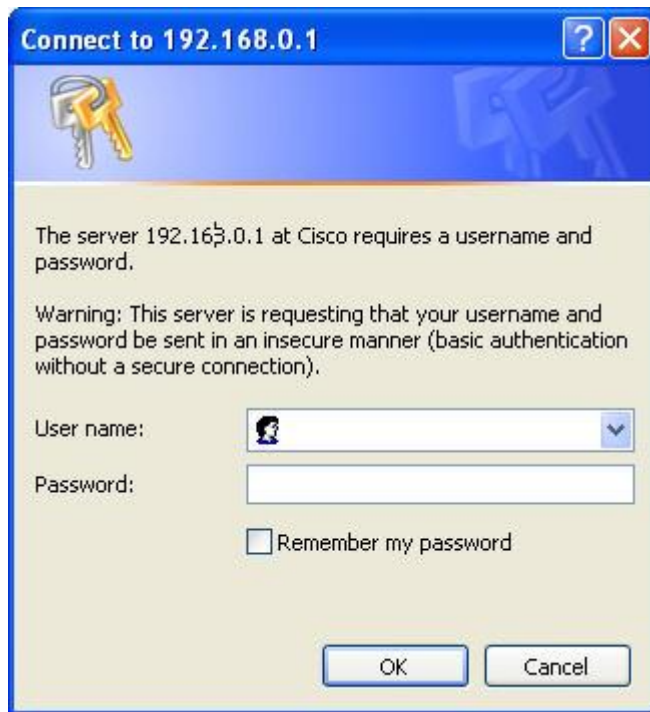 Connect to 192.168.0.1
The server 192.168.0.1 at Cisco requires a username and
password.
Warning: This server is requesting that your username and
password be sent in an insecure manner (basic authentication
without a secure connection).
User name:
Password:
Remember my password
OK
Cancel